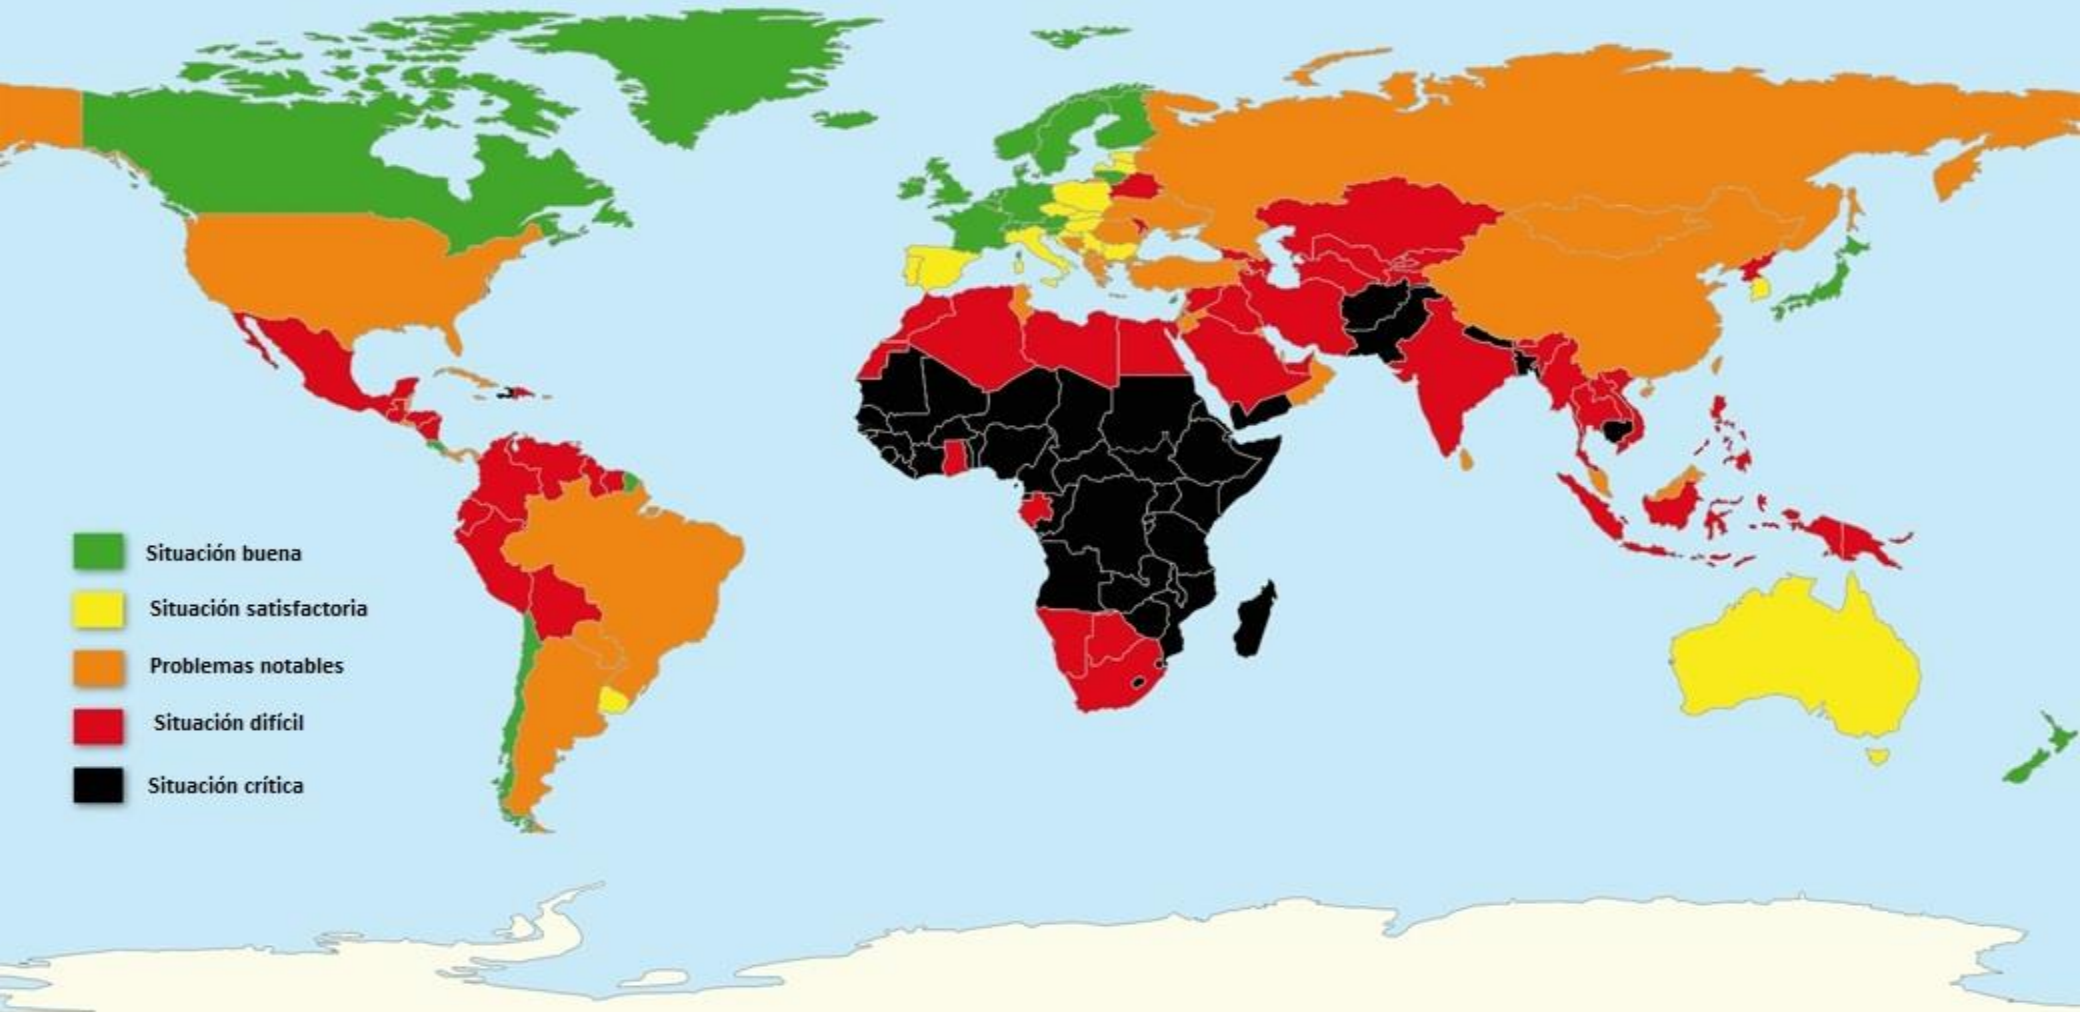 Situación buena
Situación satisfactoria
Problemas notables
Situación difícil
Situación crítica